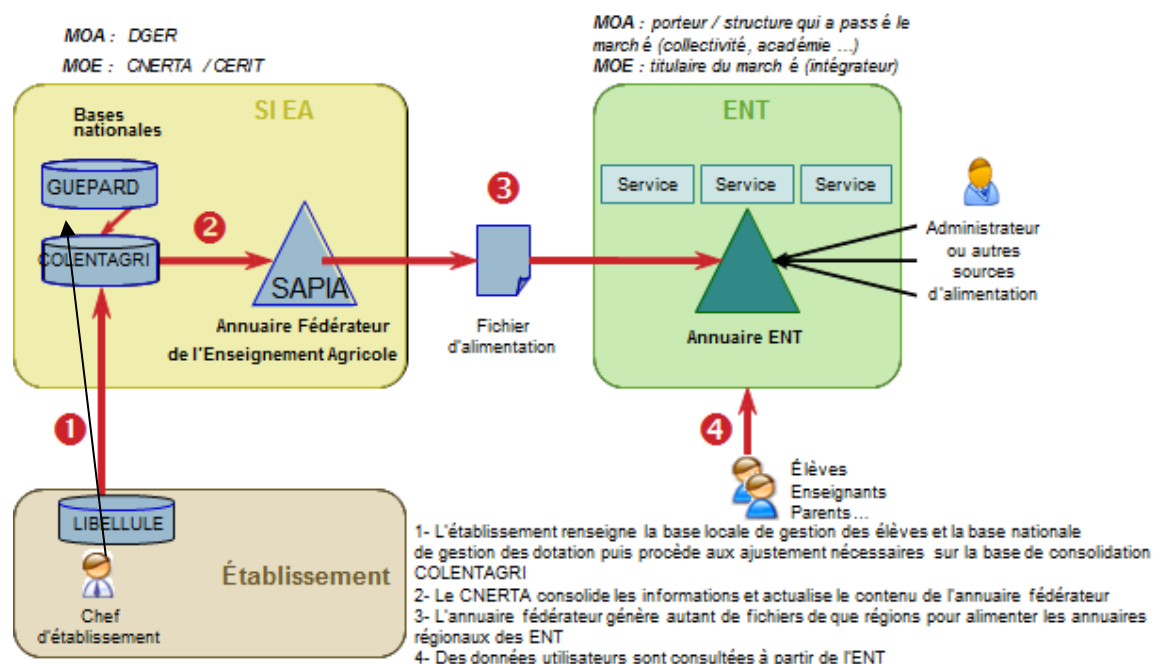 MOA : DGER
MOE : CNERTA / CERIT
MOA : porteur / structure qui a pass é le
march é (collectivité, académie ...)
MOE : titulaire du march é (intégrateur)
SI EA
Bases
nationales
GUEPARD
COLENTAGRI
2
SAPIA
Annuaire Fédérateur
de l'Enseignement Agricole
3
Fichier
d'alimentation
ENT
Service
Service
Service
Annuaire ENT
Administrateur
ou autres
sources
d'alimentation
1
LIBELLULE
Établissement
Chef
d'établissement
4
Élèves
Enseignants
Parents...
1- L'établissement renseigne la base locale de gestion des élèves et la base nationale
de gestion des dotation puis procède aux ajustement nécessaires sur la base de consolidation
COLENTAGRI
2- Le CNERTA consolide les informations et actualise le contenu de l'annuaire fédérateur
3- L'annuaire fédérateur génère autant de fichiers de que régions pour alimenter les annuaires
régionaux des ENT
4- Des données utilisateurs sont consultées à partir de l'ENT